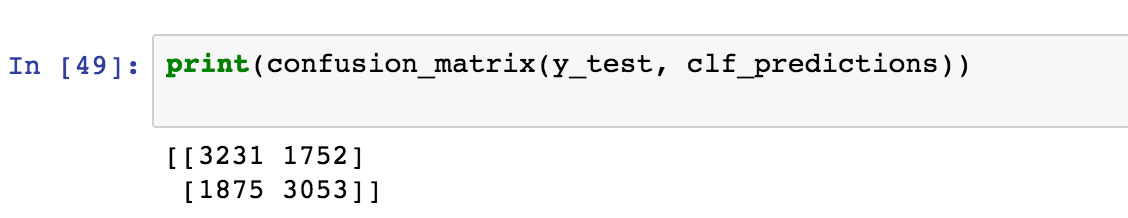 In [49]: print(confusion_matrix(y_test, clf_predictions))
[[3231 1752]
 [1875 3053]]